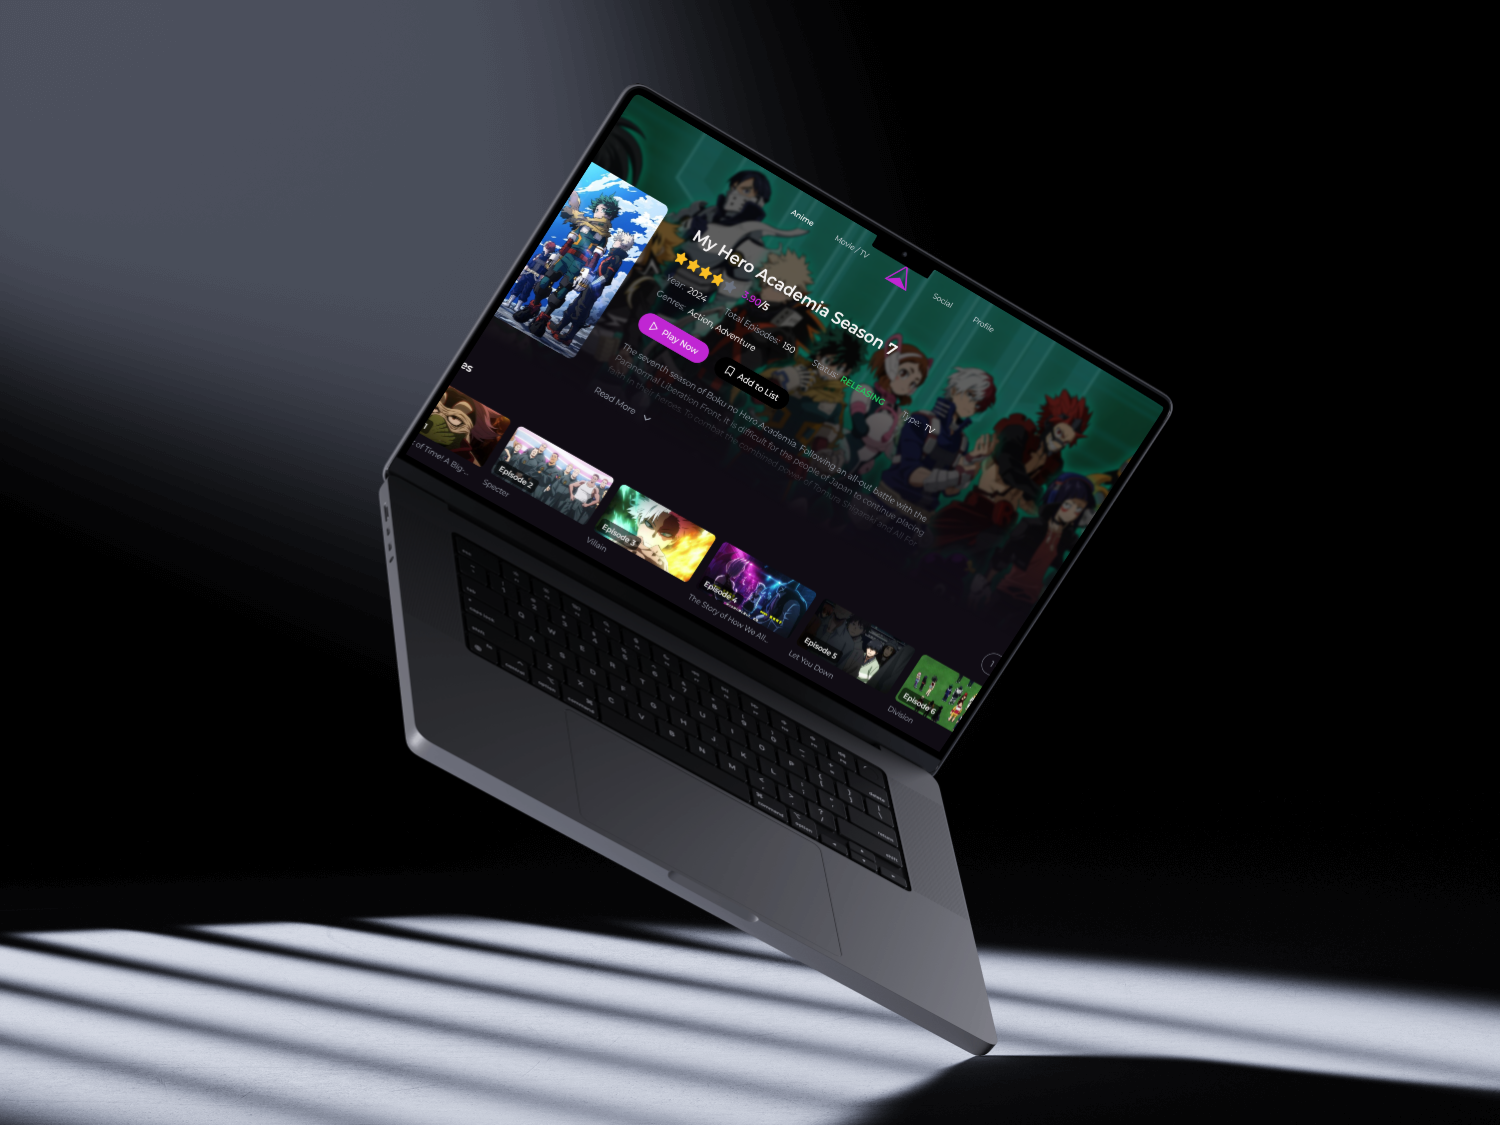 Anime
Movie / TV
Social
Profile
My Hero Academia Season 7
3.90/5
Year: 2024
Total Episodes: 150
Status: RELEASING
Type: TV
Genres: Action, Adventure
Play Now
Add to List
The seventh season of Boku no Hero Academia. Following an all-out battle with the
Paranormal Liberation Front, it is difficult for the people of Japan to continue placing
faith in their heroes. To combat the combined power of Tomura Shigaraki and All For
Read More
es
1
Episode 2
Episode 3
Episode 4
Episode 5
Episode 6
of Time! A Big-...
Specter
Villain
The Story of How We All...
Let You Down
Division